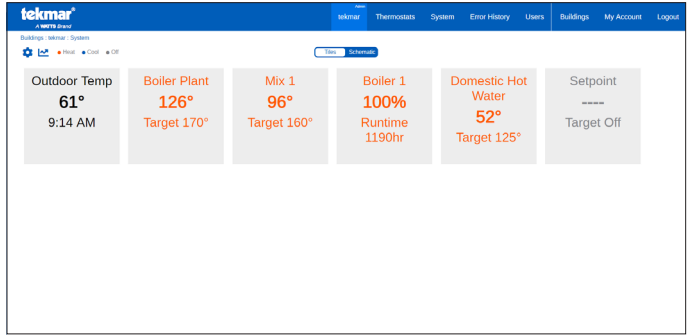 tekmar®
A WATTS Brand
Admin
tekmar Thermostats System Error History Users Buildings My Account Logout
Buildings : tekmar : System
Heat Cool Off
Tiles Schematic
Outdoor Temp
61°
9:14 AM
Boiler Plant
126°
Target 170°
Mix 1
96°
Target 160°
Boiler 1
100%
Runtime
1190hr
Domestic Hot
Water
52°
Target 125°
Setpoint
----
Target Off